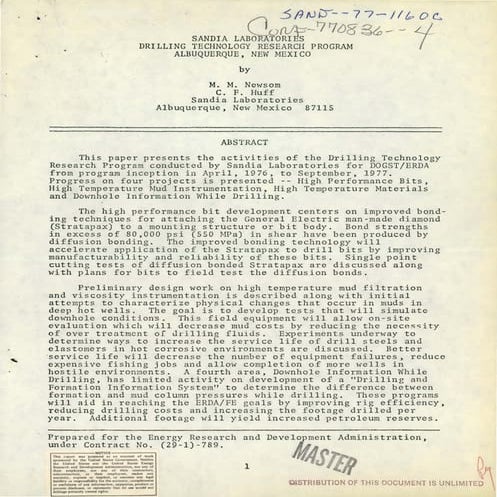 SAND--77-1160C
CONF-770836--4
SANDIA LABORATORIES
DRILLING TECHNOLOGY RESEARCH PROGRAM
ALBUQUERQUE, NEW MEXICO
by
M. M. Newsom
C. F. Huff
Sandia Laboratories
Albuquerque, New Mexico 87115
ABSTRACT
This paper presents the activities of the Drilling Technology
Research Program conducted by Sandia Laboratories for DOGST/ERDA
from program inception in April, 1976, to September, 1977.
Progress on four projects is presented -- High Performance Bits,
High Temperature Mud Instrumentation, High Temperature Materials
and Downhole Information While Drilling.
The high performance bit development centers on improved bond-
ing techniques for attaching the General Electric man-made diamond
(Stratapax) to a mounting structure or bit body. Bond strengths
in excess of 80,000 psi (550 MPa) in shear have been produced by
diffusion bonding. The improved bonding technology will
accelerate application of the Stratapax to drill bits by improving
manufacturability and reliability of these bits. Single point
cutting tests of diffusion bonded Stratapax are discussed along
with plans for bits to field test the diffusion bonds.
Preliminary design work on high temperature mud filtration
and viscosity instrumentation is described along with initial
attempts to characterize physical changes that occur in muds in
deep hot wells. The goal is to develop tests that will simulate
downhole conditions. This field equipment will allow on-site
evaluation which will decrease mud costs by reducing the necessity
of over treatment of drilling fluids. Experiments underway to
determine ways to increase the service life of drill steels and
elastomers in hot corrosive environments are discussed. Better
service life will decrease the number of equipment failures, reduce
expensive fishing jobs and allow completion of more wells in
hostile environments. A fourth area, Downhole Information While
Drilling, has limited activity on development of a "Drilling and
Formation Information System" to determine the difference between
formation and mud column pressures while drilling. These programs
will aid in reaching the ERDA/FE goals by improving rig efficiency,
reducing drilling costs and increasing the footage drilled per
year. Additional footage will yield increased petroleum reserves.
Prepared for the Energy Research and Development Administration,
under Contract No. (29-1)-789.
NOTICE
1
MASTER
DISTRIBUTION OF THIS DOCUMENT IS UNLIMITED